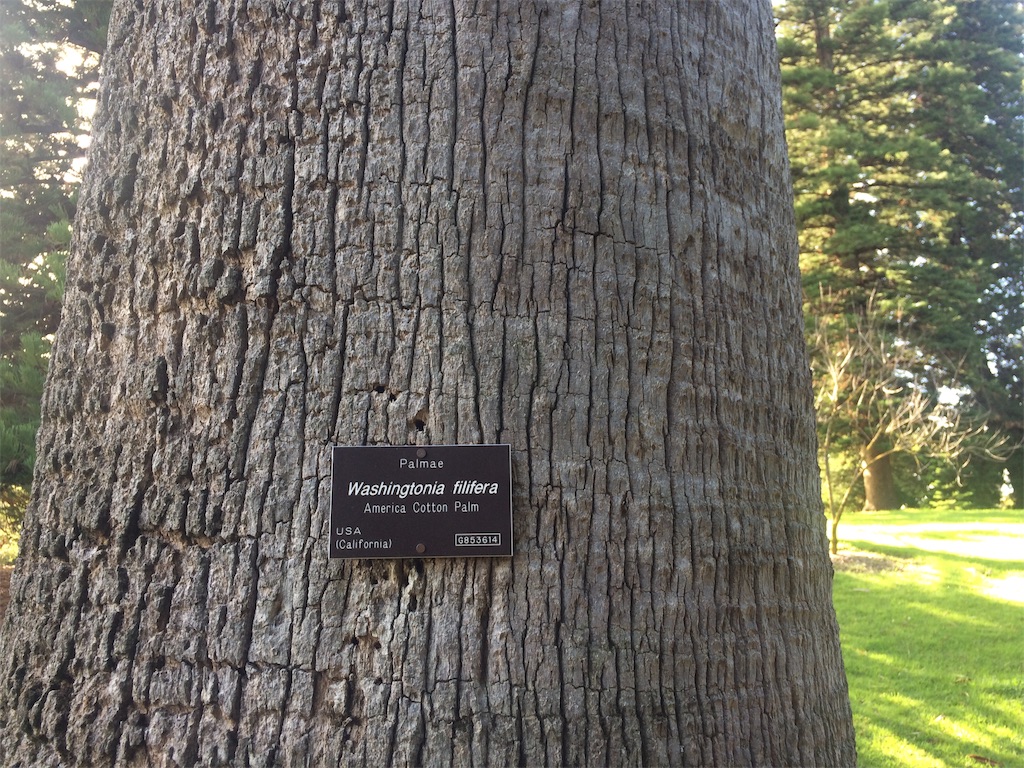 Palmae
Washingtonia filifera
America Cotton Palm
USA
(California)
G853614